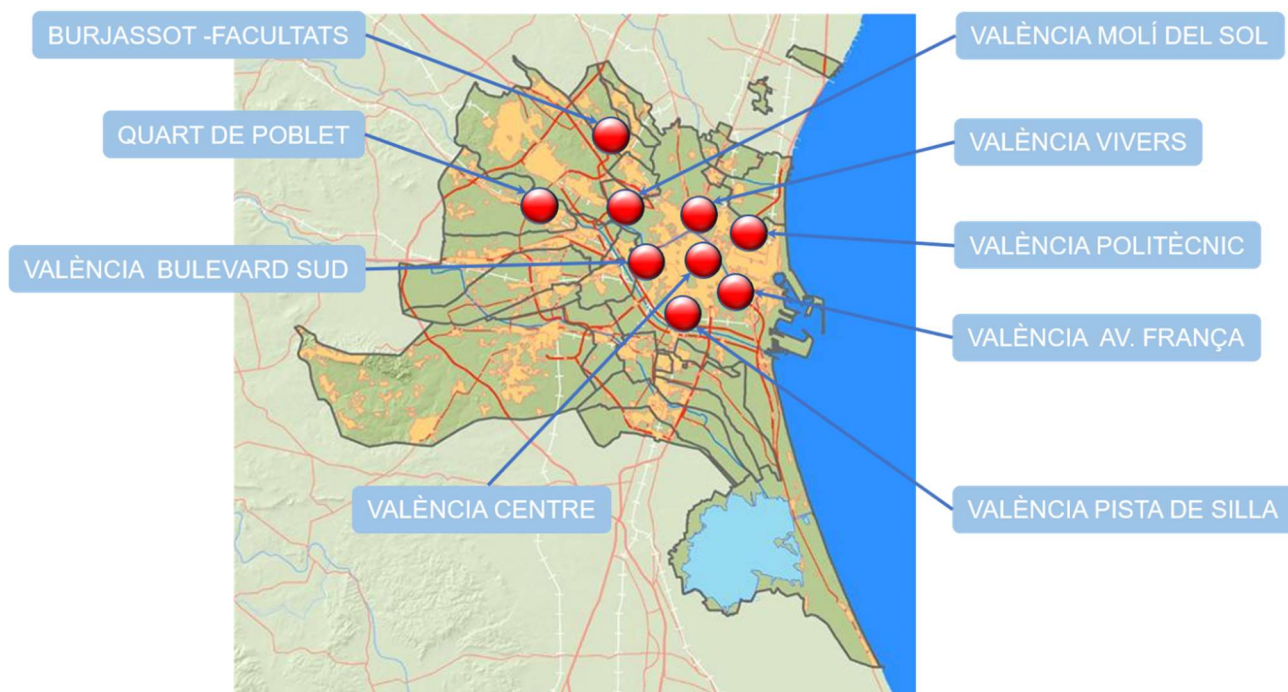 BURJASSOT -FACULTATS
VALÈNCIA MOLÍ DEL SOL
QUART DE POBLET
VALÈNCIA VIVERS
VALÈNCIA BULEVARD SUD
VALÈNCIA POLITÈCNIC
VALÈNCIA AV. FRANÇA
VALÈNCIA CENTRE
VALÈNCIA PISTA DE SILLA